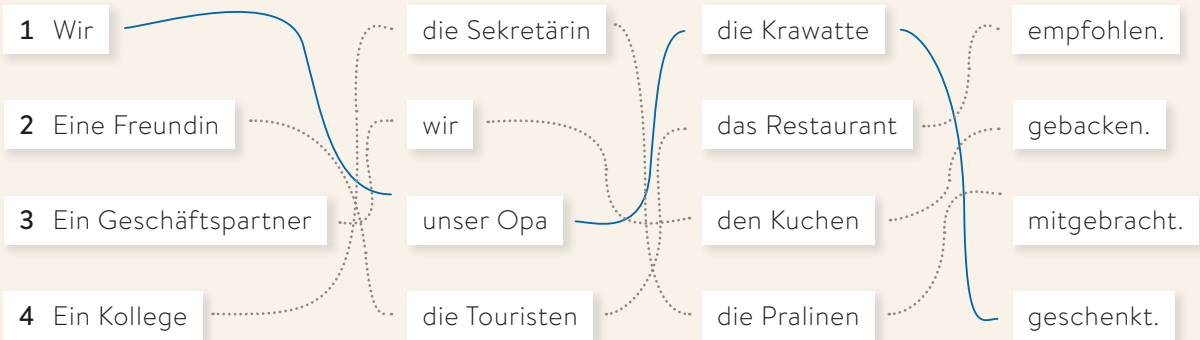 1 Wir die Sekretärin die Krawatte empfohlen.
2 Eine Freundin wir das Restaurant gebacken.
3 Ein Geschäftspartner unser Opa den Kuchen mitgebracht.
4 Ein Kollege die Touristen die Pralinen geschenkt.